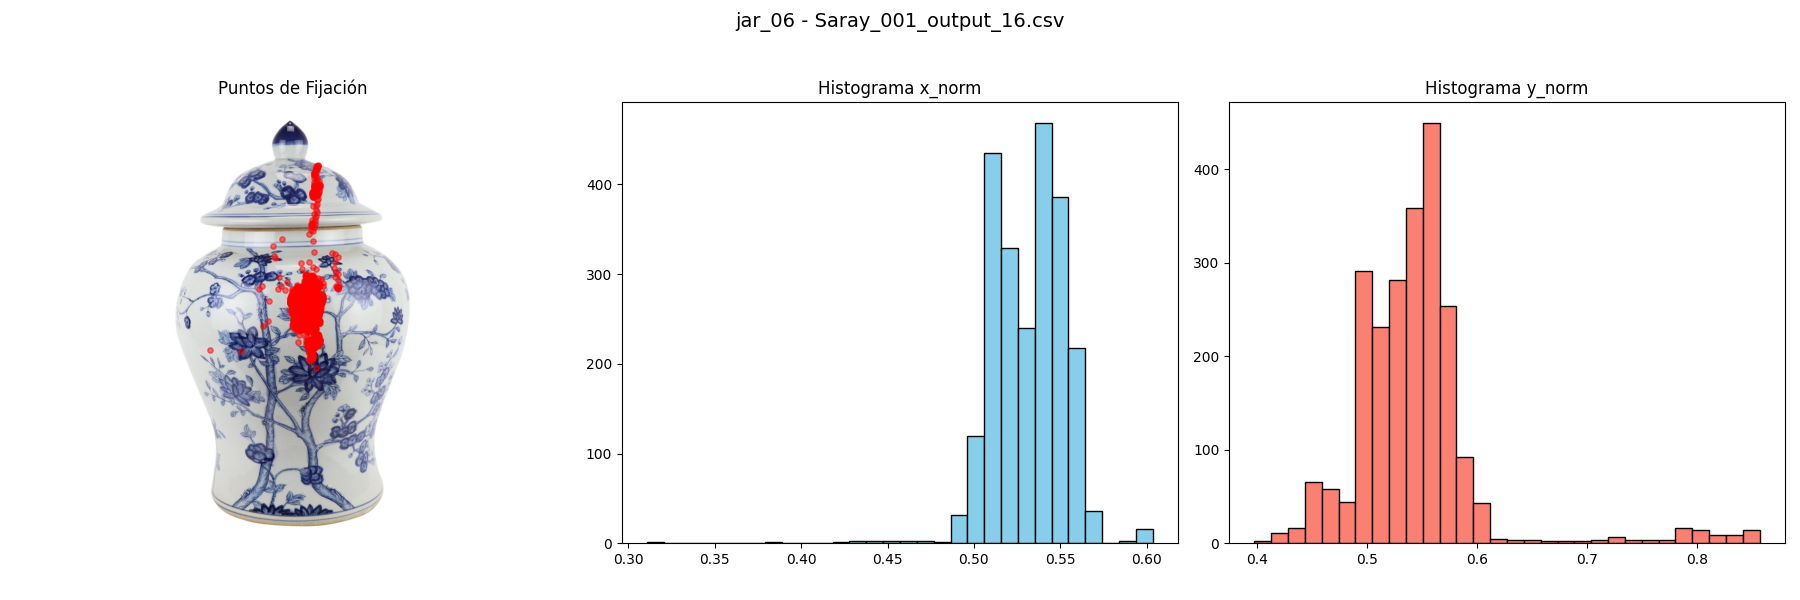 jar_06 - Saray_001_output_16.csv
Puntos de Fijación
Histograma x_norm
Histograma y_norm
400
300
200
100
0
0.30 0.35 0.40 0.45 0.50 0.55 0.60
400
300
200
100
0
0.4 0.5 0.6 0.7 0.8